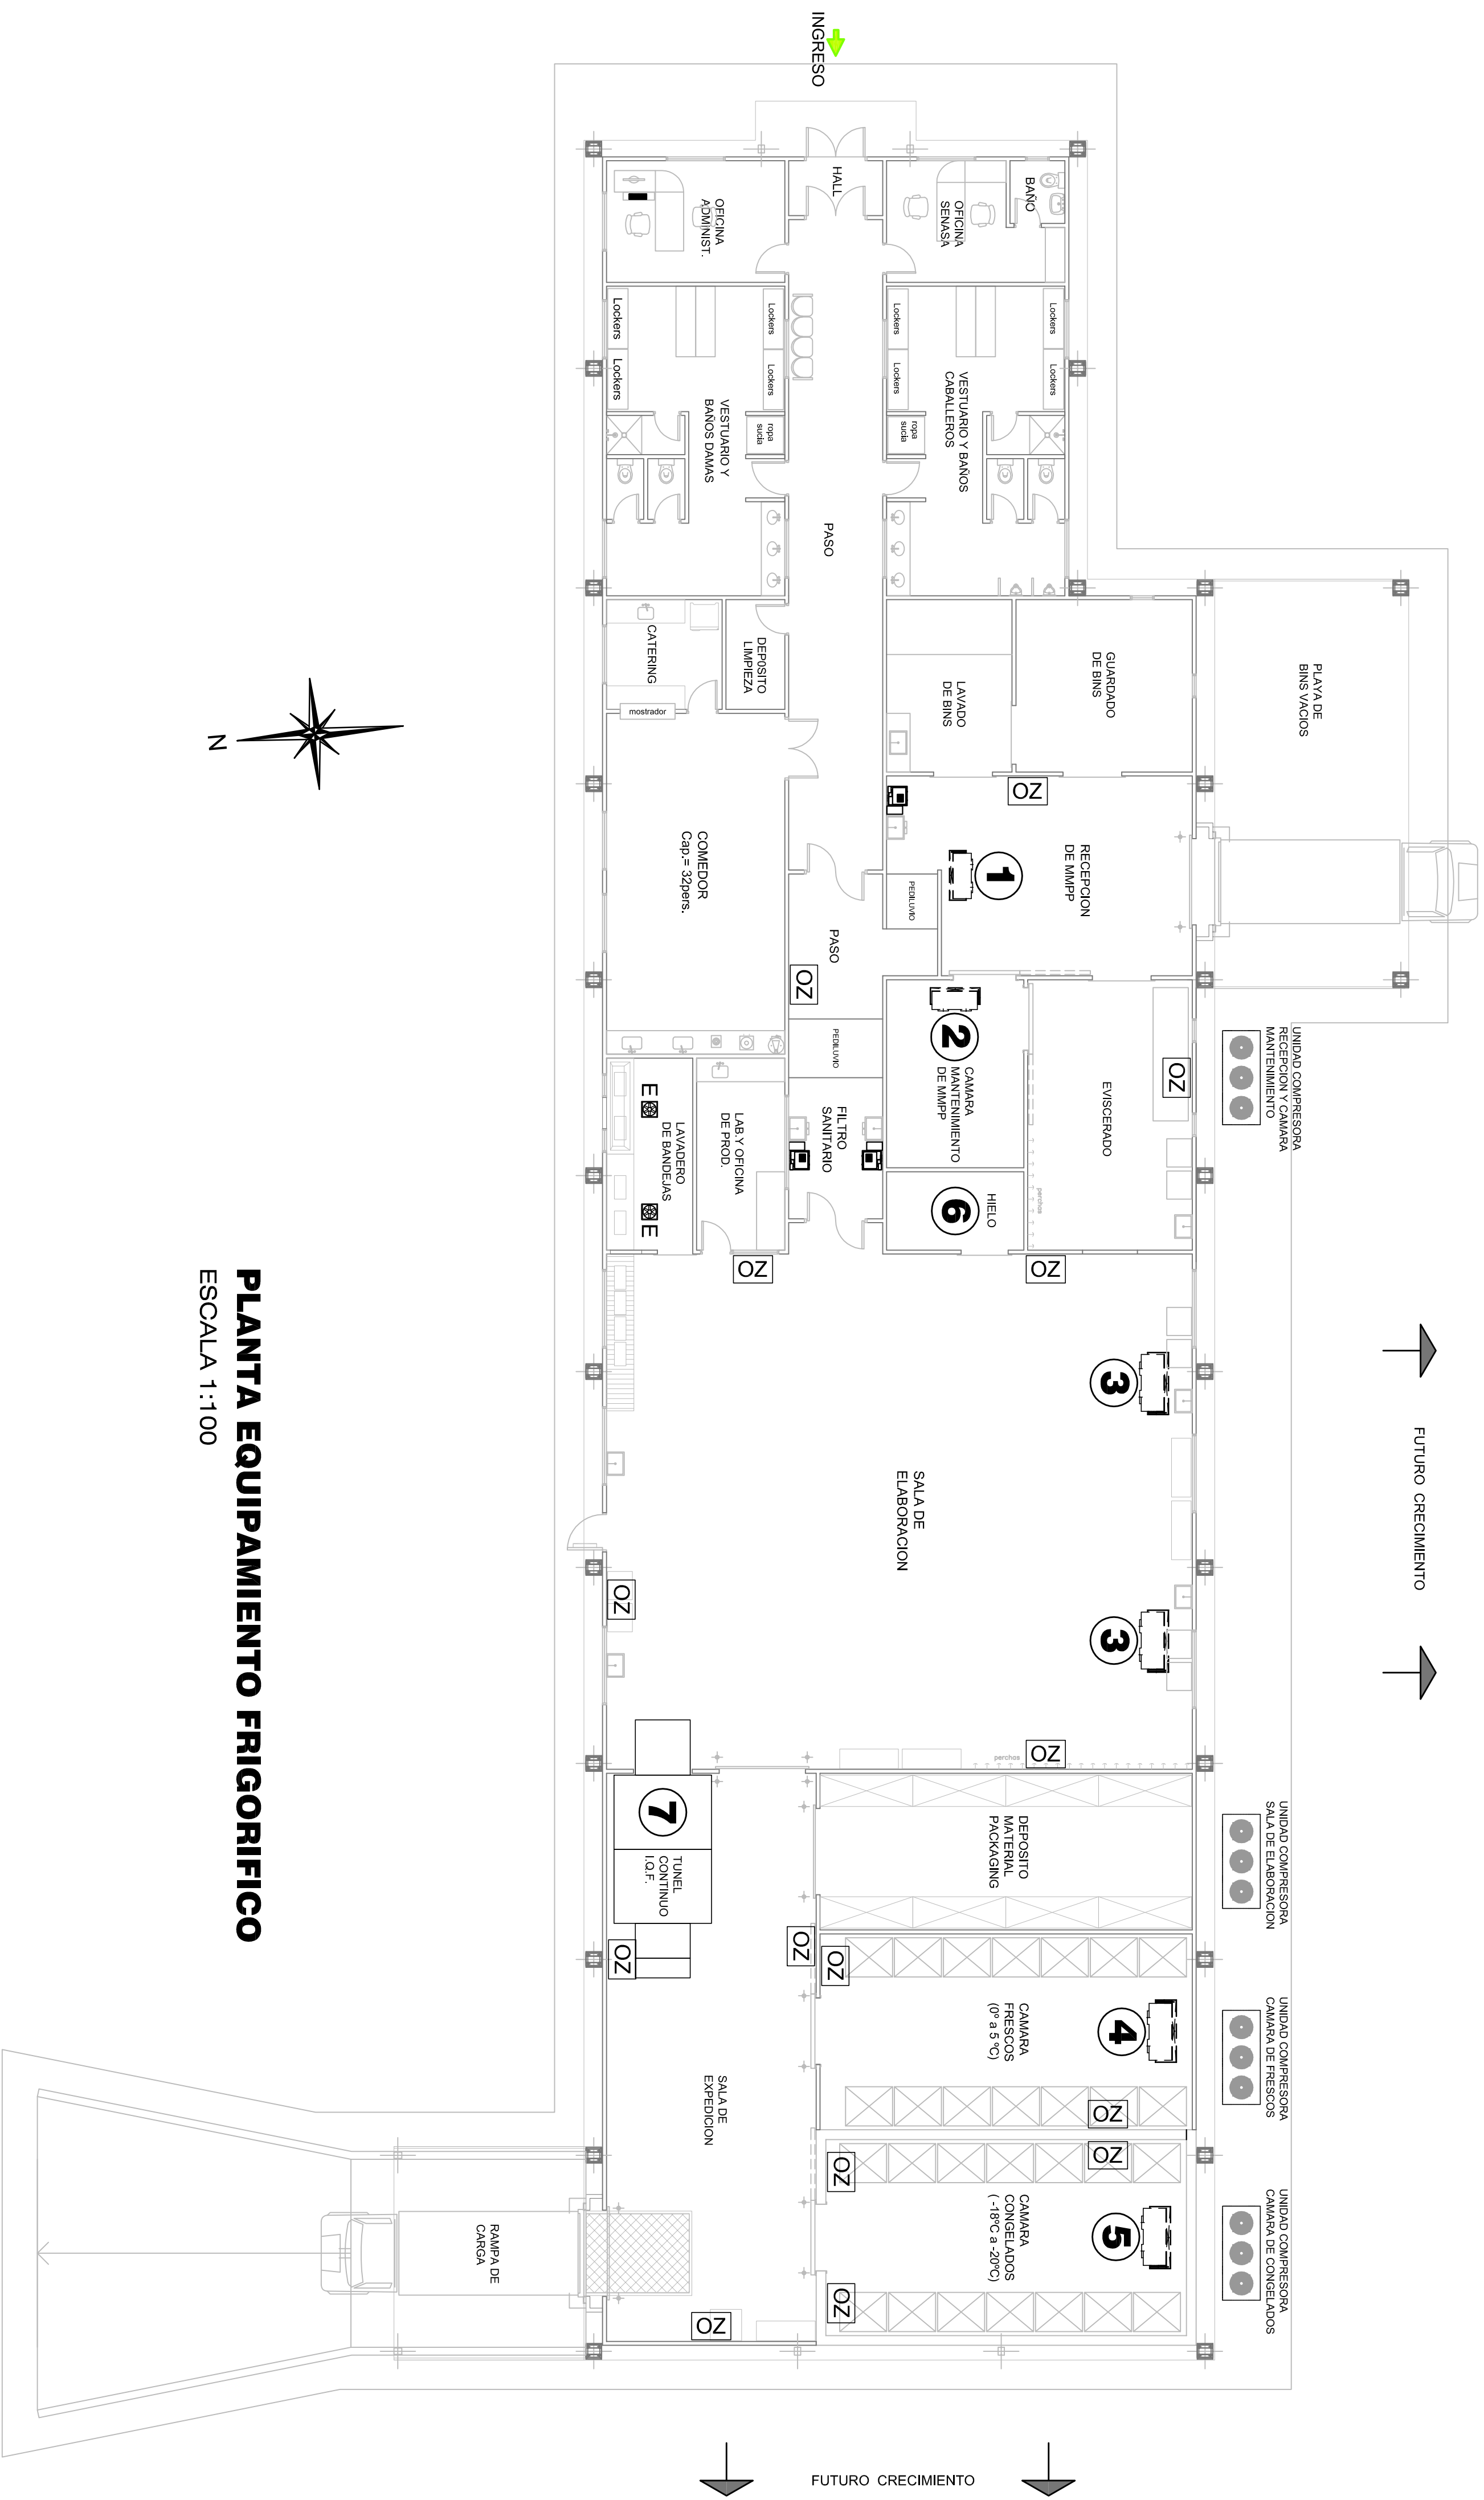 INGRESO
HALL
BAÑO
OFICINA
SENASA
OFICINA
ADMINIST.
Lockers
Lockers
Lockers
Lockers
Lockers
Lockers
Lockers
Lockers
VESTUARIO Y BAÑOS
CABALLEROS
ropa
sucia
ropa
sucia
VESTUARIO Y
BAÑOS DAMAS
PASO
PLAYA DE
BINS VACIOS
GUARDADO
DE BINS
LAVADO
DE BINS
DEPOSITO
LIMPIEZA
CATERING
mostrador
OZ
RECEPCION
DE MMPP
1
PEDILUVIO
COMEDOR
Cap.= 32pers.
PASO
OZ
PEDILUVIO
UNIDAD COMPRESORA
RECEPCION Y CAMARA
MANTENIMIENTO
OZ
EVISCERADO
perchas
2
CAMARA
MANTENIMIENTO
DE MMPP
HIELO
6
FILTRO
SANITARIO
LAB.Y OFICINA
DE PROD.
LAVADERO
DE BANDEJAS
E
E
OZ
OZ
3
3
SALA DE
ELABORACION
OZ
OZ
perchas
FUTURO CRECIMIENTO
UNIDAD COMPRESORA
SALA DE ELABORACION
DEPOSITO
MATERIAL
PACKAGING
7
TUNEL
CONTINUO
I.Q.F.
OZ
OZ
OZ
UNIDAD COMPRESORA
CAMARA DE FRESCOS
4
CAMARA
FRESCOS
(0º a 5 ºC)
OZ
SALA DE
EXPEDICION
UNIDAD COMPRESORA
CAMARA DE CONGELADOS
OZ
OZ
5
CAMARA
CONGELADOS
( -18ºC a -20ºC)
OZ
OZ
RAMPA DE
CARGA
FUTURO CRECIMIENTO
N
PLANTA EQUIPAMIENTO FRIGORIFICO
ESCALA 1:100